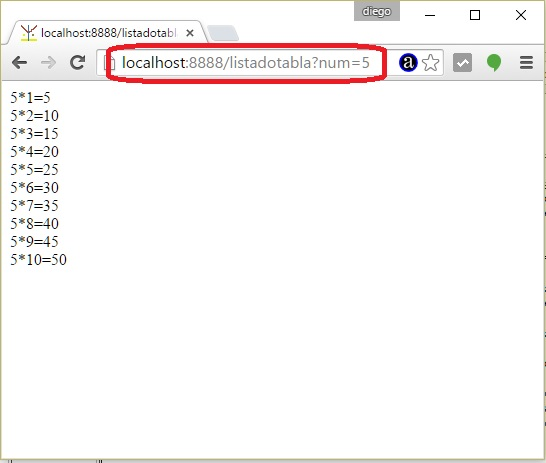 diego
localhost:8888/listadotabla
localhost:8888/listadotabla?num=5
a
5*1=5
5*2=10
5*3=15
5*4=20
5*5=25
5*6=30
5*7=35
5*8=40
5*9=45
5*10=50